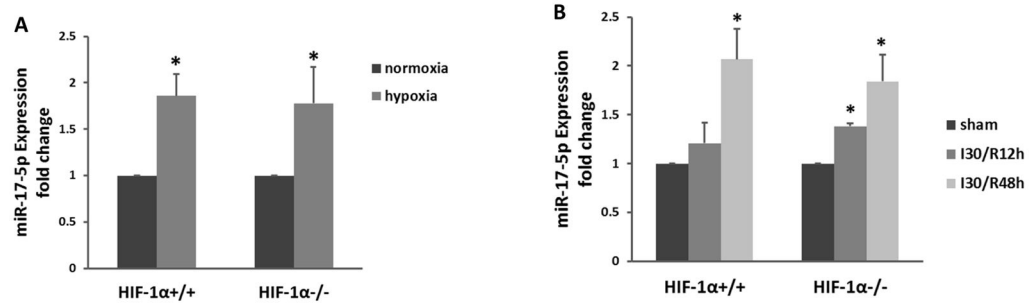 A
miR-17-5p Expression
fold change
2.5
2
1.5
1
0.5
0
*
*
HIF-1α+/+
HIF-1α-/-
normoxia
hypoxia
B
miR-17-5p Expression
fold change
2.5
2
1.5
1
0.5
0
*
*
*
HIF-1α+/+
HIF-1α-/-
sham
I30/R12h
I30/R48h